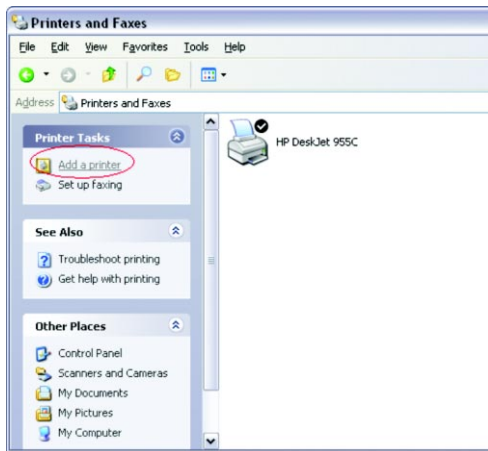 Printers and Faxes
File Edit View Favorites Tools Help
Address Printers and Faxes
Printer Tasks
Add a printer
Set up faxing
See Also
Troubleshoot printing
Get help with printing
Other Places
Control Panel
Scanners and Cameras
My Documents
My Pictures
My Computer
HP DeskJet 955C